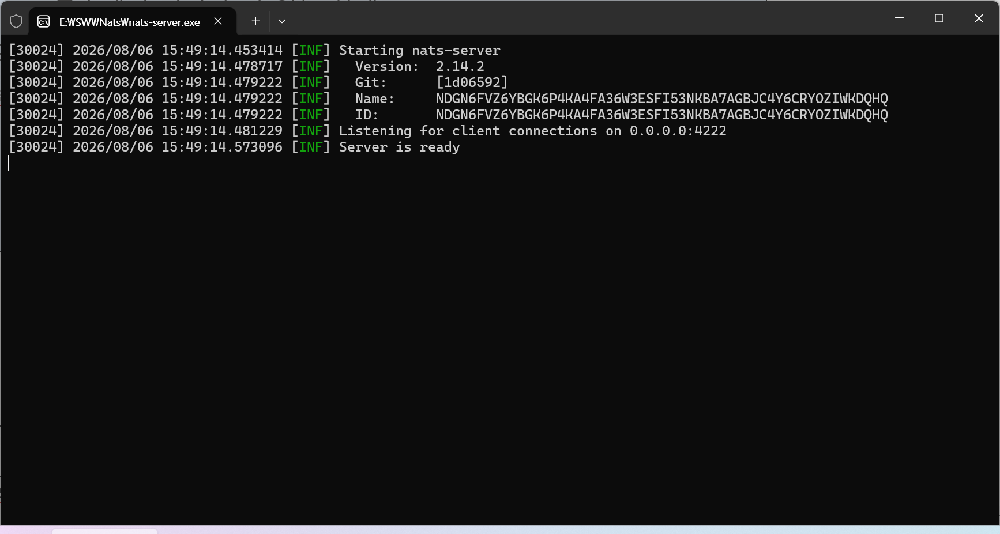 E:₩SW₩Nats₩nats-server.exe
[30024] 2026/08/06 15:49:14.453414 [INF] Starting nats-server
[30024] 2026/08/06 15:49:14.478717 [INF]   Version:  2.14.2
[30024] 2026/08/06 15:49:14.479222 [INF]   Git:      [1d06592]
[30024] 2026/08/06 15:49:14.479222 [INF]   Name:     NDGN6FVZ6YBGK6P4KA4FA36W3ESFI53NKBA7AGBJC4Y6CRYOZIWKDQHQ
[30024] 2026/08/06 15:49:14.479222 [INF]   ID:       NDGN6FVZ6YBGK6P4KA4FA36W3ESFI53NKBA7AGBJC4Y6CRYOZIWKDQHQ
[30024] 2026/08/06 15:49:14.481229 [INF] Listening for client connections on 0.0.0.0:4222
[30024] 2026/08/06 15:49:14.573096 [INF] Server is ready